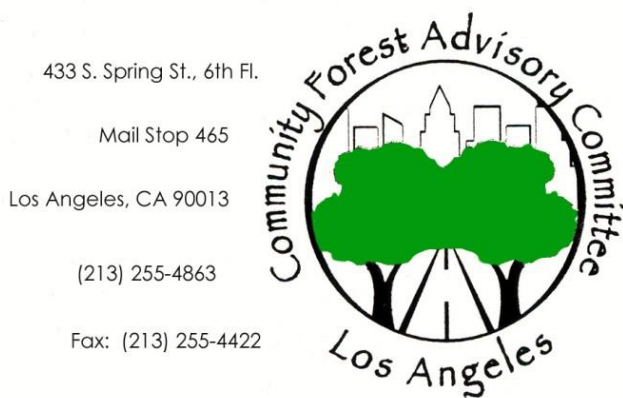 433 S. Spring St., 6th Fl.
Mail Stop 465
Los Angeles, CA 90013
(213) 255-4863
Fax: (213) 255-4422
Community Forest Advisory Committee
Los Angeles